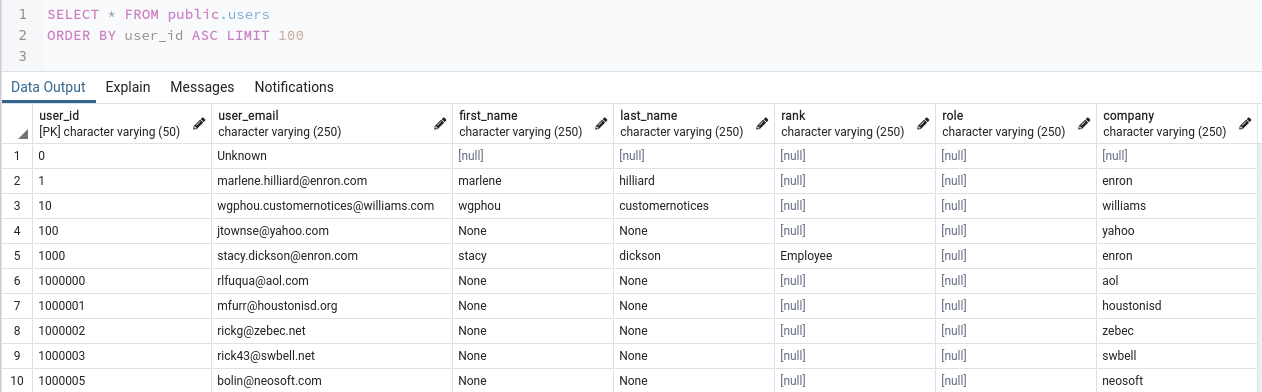 1 SELECT * FROM public.users
2 ORDER BY user_id ASC LIMIT 100
3
Data Output Explain Messages Notifications
user_id user_email first_name last_name rank role company
[PK] character varying (50) character varying (250) character varying (250) character varying (250) character varying (250) character varying (250) character varying (250)
1 0 Unknown [null] [null] [null] [null] [null]
2 1 marlene.hilliard@enron.com marlene hilliard [null] [null] enron
3 10 wgphou.customernotices@williams.com wgphou customernotices [null] [null] williams
4 100 jtownse@yahoo.com None None [null] [null] yahoo
5 1000 stacy.dickson@enron.com stacy dickson Employee [null] enron
6 1000000 rlfuqua@aol.com None None [null] [null] aol
7 1000001 mfurr@houstonisd.org None None [null] [null] houstonisd
8 1000002 rickg@zebec.net None None [null] [null] zebec
9 1000003 rick43@swbell.net None None [null] [null] swbell
10 1000005 bolin@neosoft.com None None [null] [null] neosoft